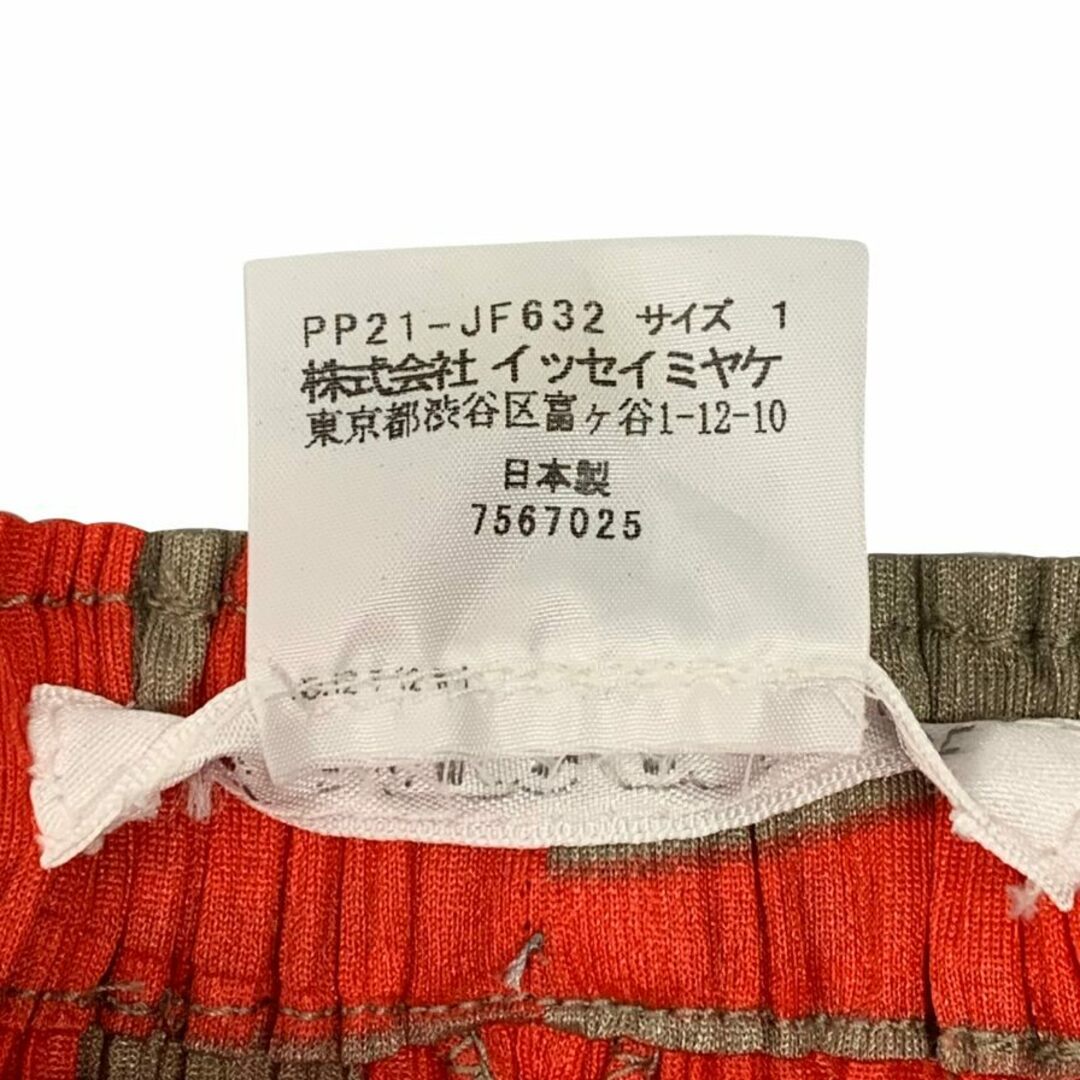 PP21-JF632 サイズ 1
株式会社 イッセイミヤケ
東京都渋谷区富ヶ谷1-12-10
日本製
7567025